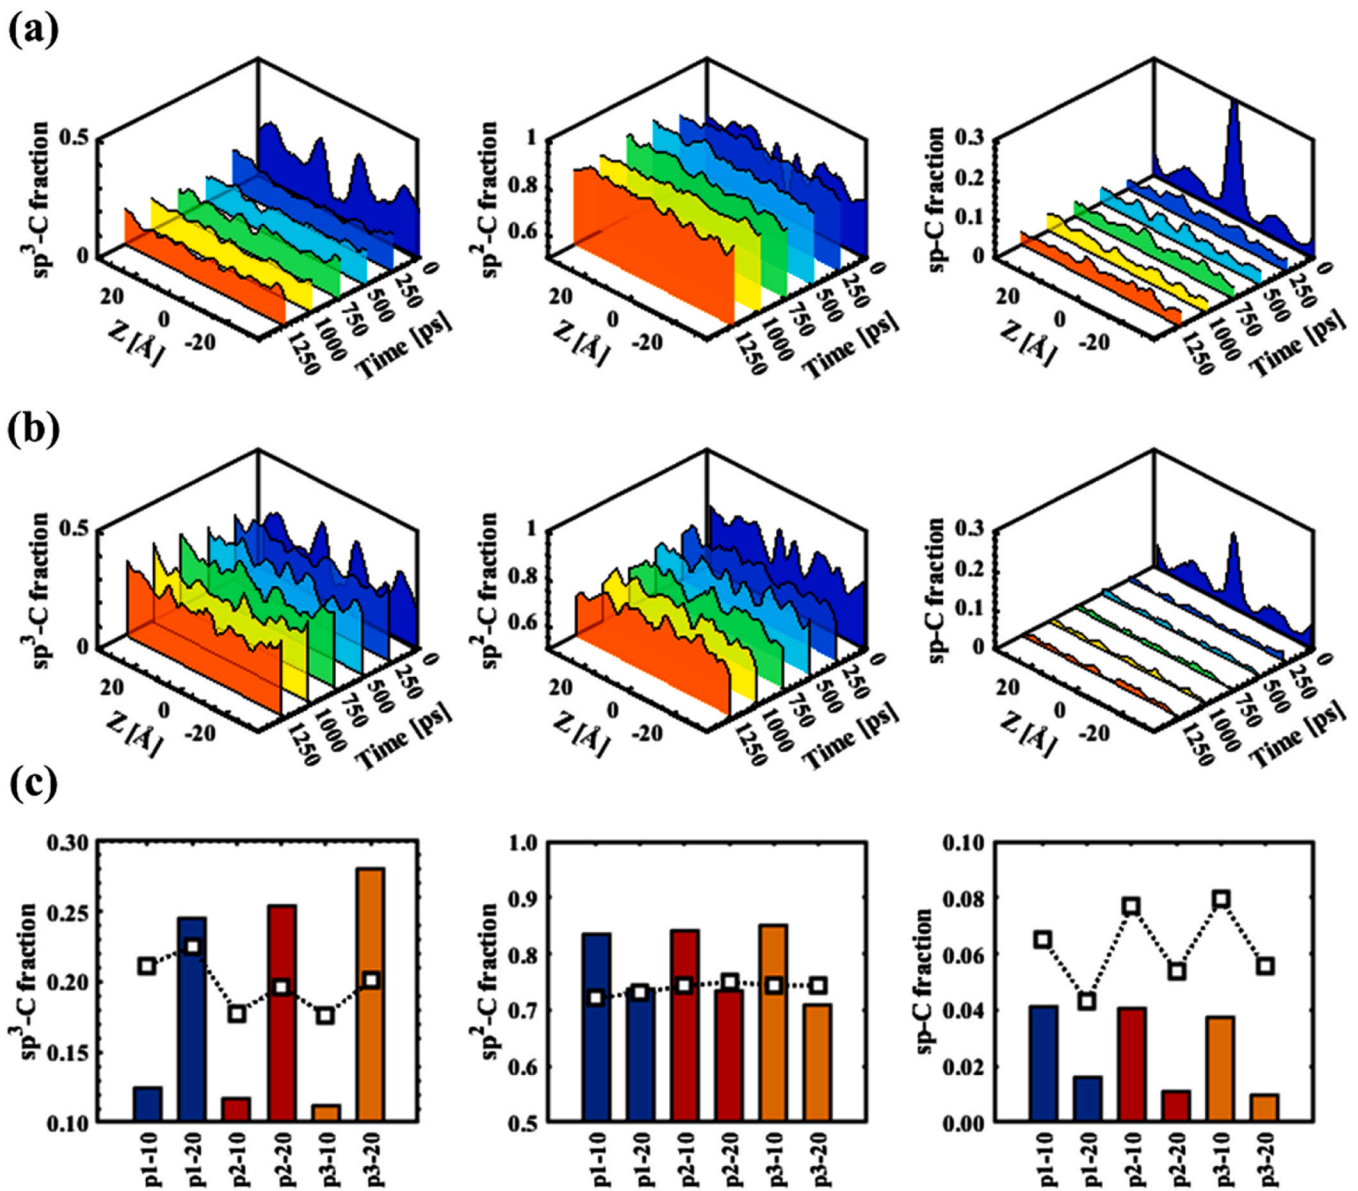 (a)
sp³-C fraction
0.5
0
20
0
-20
Z [Å]
0
250
500
750
1000
1250
Time [ps]
sp²-C fraction
1
0.8
0.6
20
0
-20
Z [Å]
0
250
500
750
1000
1250
Time [ps]
sp-C fraction
0.3
0.2
0.1
0
20
0
-20
Z [Å]
0
250
500
750
1000
1250
Time [ps]
(b)
sp³-C fraction
0.5
0
20
0
-20
Z [Å]
0
250
500
750
1000
1250
Time [ps]
sp²-C fraction
1
0.8
0.6
20
0
-20
Z [Å]
0
250
500
750
1000
1250
Time [ps]
sp-C fraction
0.3
0.2
0.1
0
20
0
-20
Z [Å]
0
250
500
750
1000
1250
Time [ps]
(c)
sp³-C fraction
0.30
0.25
0.20
0.15
0.10
p1-10
p1-20
p2-10
p2-20
p3-10
p3-20
sp²-C fraction
1.0
0.9
0.8
0.7
0.6
0.5
p1-10
p1-20
p2-10
p2-20
p3-10
p3-20
sp-C fraction
0.10
0.08
0.06
0.04
0.02
0.00
p1-10
p1-20
p2-10
p2-20
p3-10
p3-20